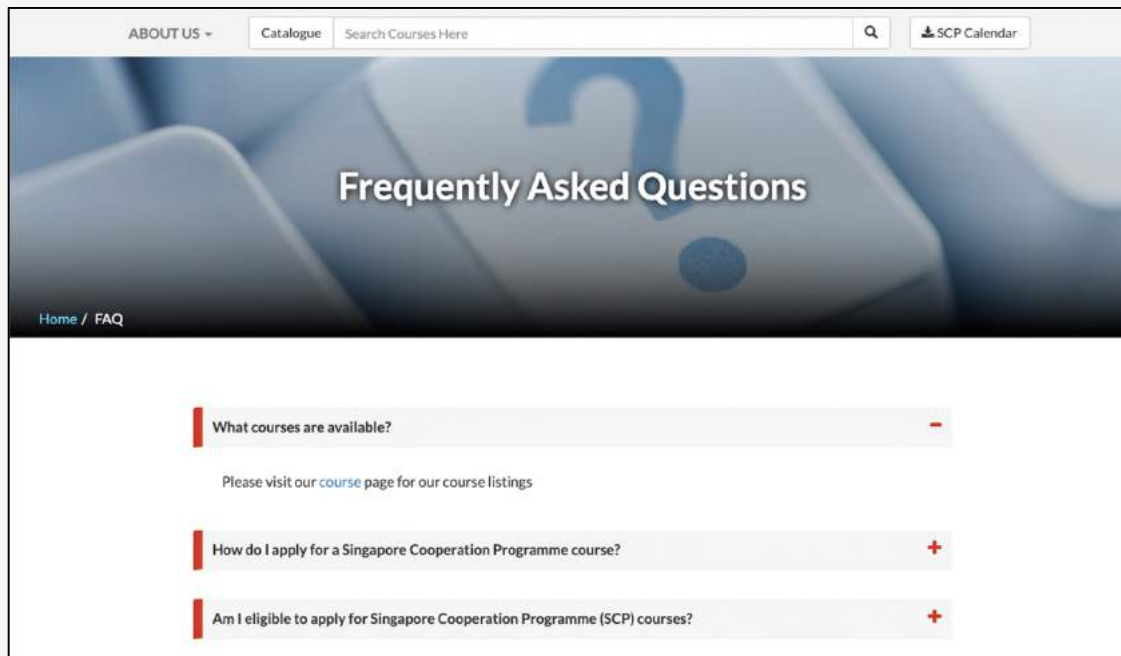 ABOUT US
Catalogue
Search Courses Here
SCP Calendar
Frequently Asked Questions
Home / FAQ
What courses are available?
Please visit our course page for our course listings
How do I apply for a Singapore Cooperation Programme course?
Am I eligible to apply for Singapore Cooperation Programme (SCP) courses?